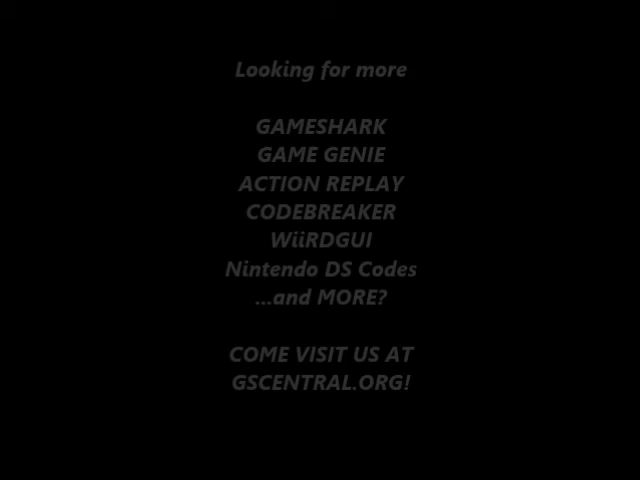 Looking for more
GAMESHARK
GAME GENIE
ACTION REPLAY
CODEBREAKER
WiiRDGUI
Nintendo DS Codes
...and MORE?
COME VISIT US AT
GSCENTRAL.ORG!